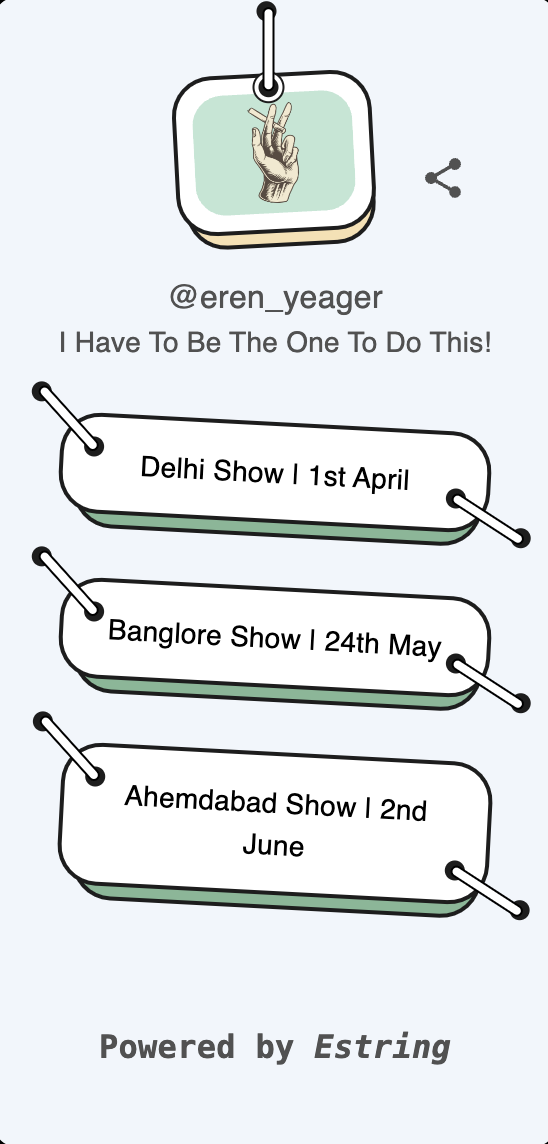 @eren_yeager
I Have To Be The One To Do This!
Delhi Show | 1st April
Banglore Show | 24th May
Ahemdabad Show | 2nd
June
Powered by Estring